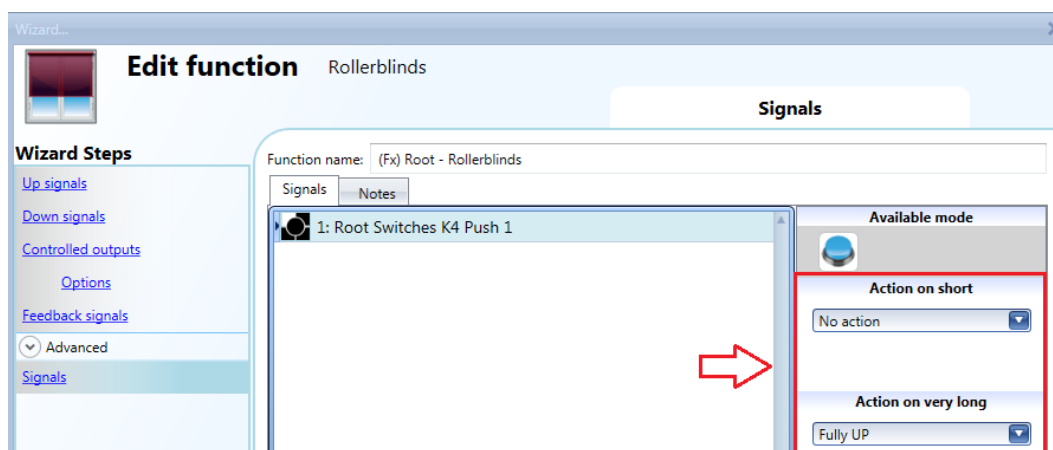 Wizard...
Edit function Rollerblinds
Signals
Wizard Steps
Up signals
Down signals
Controlled outputs
Options
Feedback signals
Advanced
Signals
Function name: (Fx) Root - Rollerblinds
Signals Notes
1: Root Switches K4 Push 1
Available mode
Action on short
No action
Action on very long
Fully UP